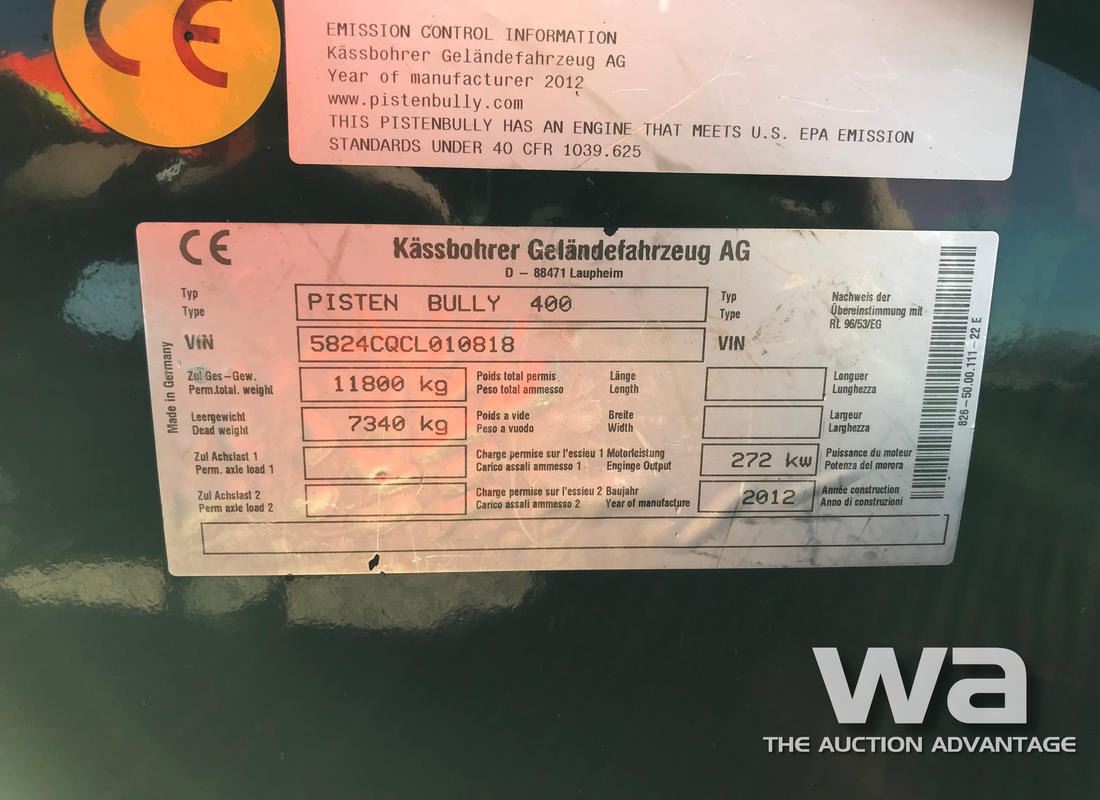 CE
EMISSION CONTROL INFORMATION
Kässbohrer Geländefahrzeug AG
Year of manufacturer 2012
www.pistenbully.com
THIS PISTENBULLY HAS AN ENGINE THAT MEETS U.S. EPA EMISSION
STANDARDS UNDER 40 CFR 1039.625
CE
Kässbohrer Geländefahrzeug AG
D – 88471 Laupheim
Made in Germany
Typ
Type
PISTEN BULLY 400
Typ
Type
Nachweis der
Übereinstimmung mit
RL 96/53/EG
VIN
5824CQCL010818
VIN
Zul Ges–Gew.
Perm.total. weight
11800 kg
Poids total permis
Peso total ammesso
Länge
Length
Longuer
Lunghezza
Leergewicht
Dead weight
7340 kg
Poids a vide
Peso a vuodo
Breite
Width
Largeur
Larghezza
Zul Achslast 1
Perm. axle load 1
Charge permise sur l'essieu 1
Carico assali ammesso 1
Motorleistung
Enginge Output
272 kw
Puissance du moteur
Potenza del morora
Zul Achslast 2
Perm axle load 2
Charge permise sur l'essieu 2
Carico assali ammesso 2
Baujahr
Year of manufacture
2012
Année construction
Anno di construzioni
826–50.00.111–22 E
wa
THE AUCTION ADVANTAGE